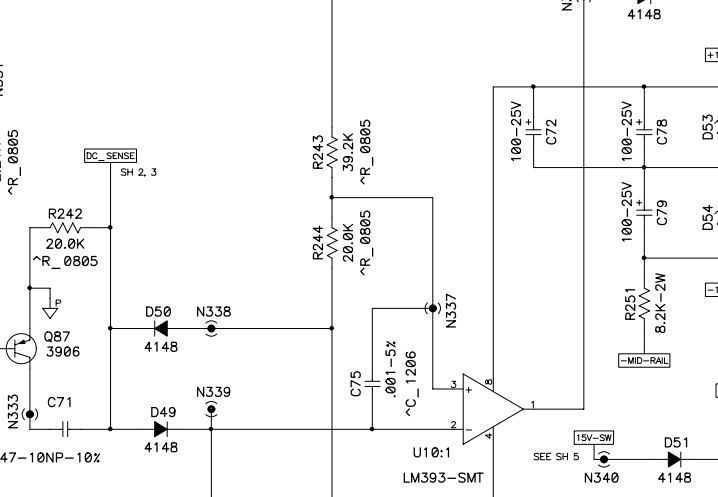 4148
+1
R243
39.2K
^R_0805
100-25V
+
C72
100-25V
+
C78
D53
^R_0805
DC_SENSE
SH 2, 3
R242
20.0K
^R_0805
R244
20.0K
^R_0805
100-25V
+
C79
D54
P
Q87
3906
D50
4148
N338
N337
R251
8.2K-2W
-MID-RAIL
-1
N333
C71
47-10NP-10%
D49
4148
N339
C75
.001-5%
^C_1206
3
+
8
1
2
-
4
U10:1
LM393-SMT
15V-SW
SEE SH 5
N340
D51
4148